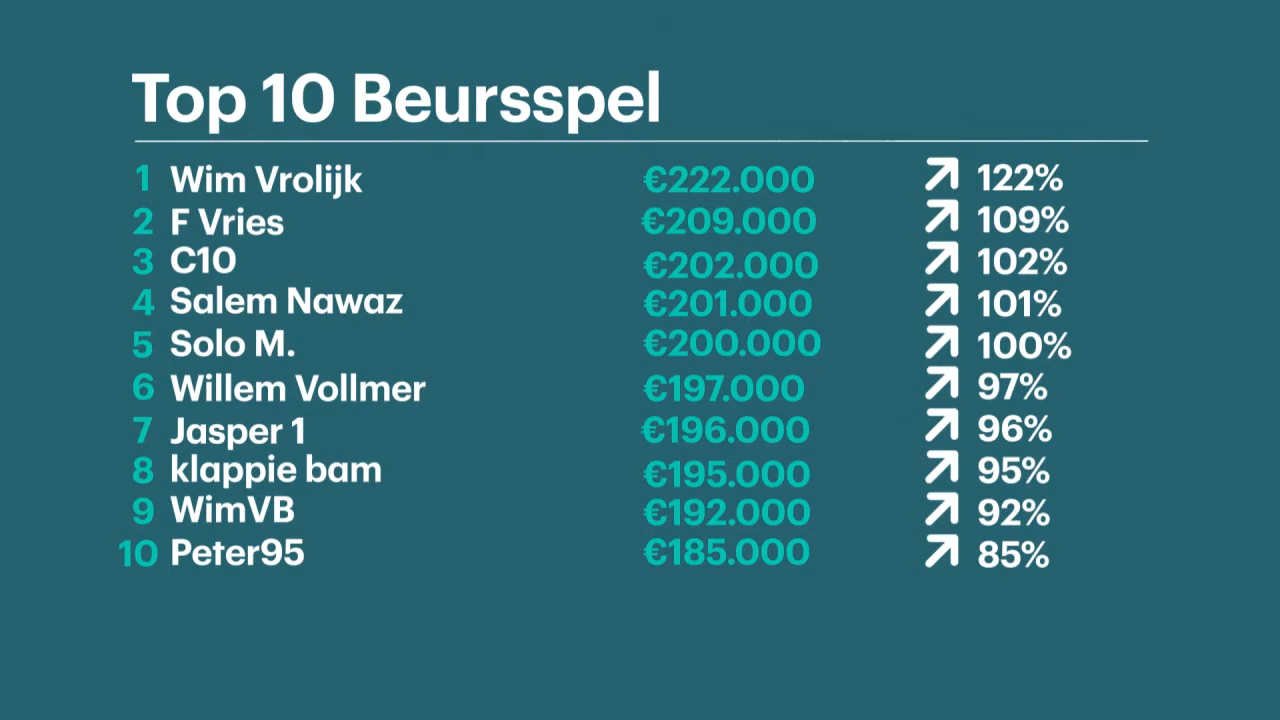 Top 10 Beursspel
1 Wim Vrolijk €222.000 122%
2 F Vries €209.000 109%
3 C10 €202.000 102%
4 Salem Nawaz €201.000 101%
5 Solo M. €200.000 100%
6 Willem Vollmer €197.000 97%
7 Jasper 1 €196.000 96%
8 klappie bam €195.000 95%
9 WimVB €192.000 92%
10 Peter95 €185.000 85%